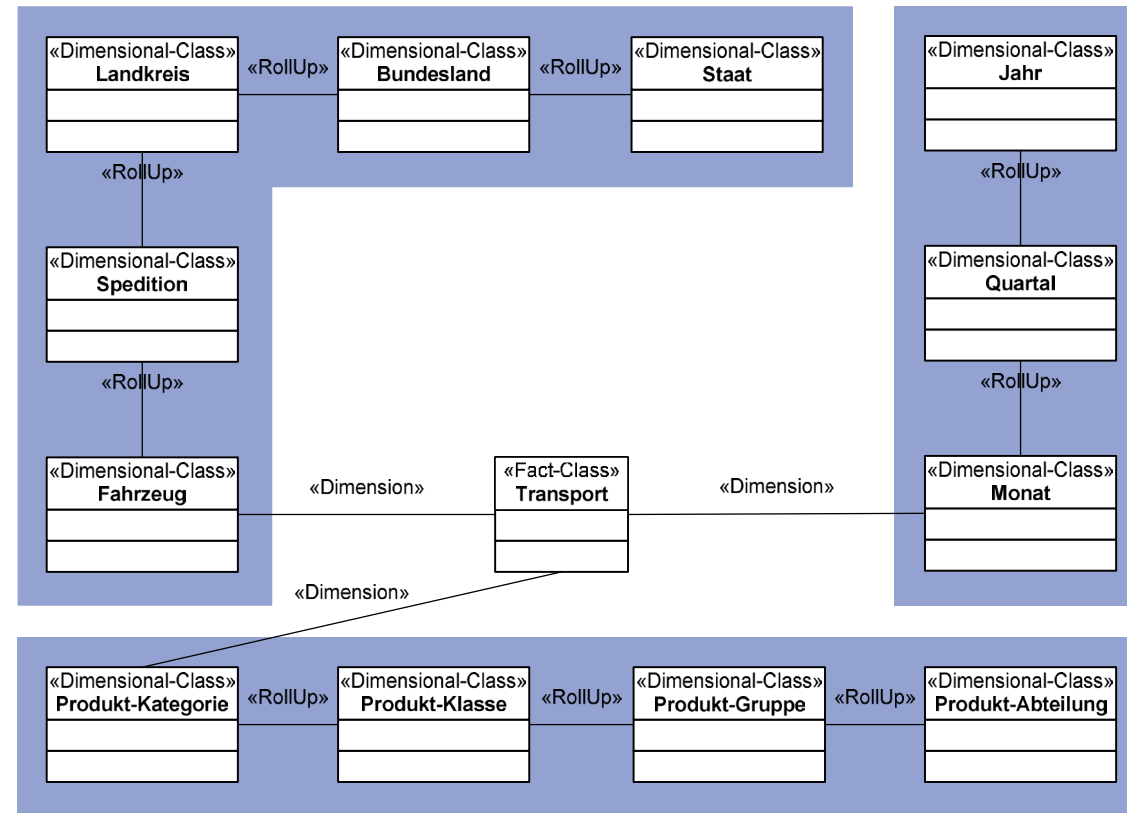 «Dimensional-Class»
Landkreis
«RollUp»
«Dimensional-Class»
Bundesland
«RollUp»
«Dimensional-Class»
Staat
«Dimensional-Class»
Jahr
«RollUp»
«RollUp»
«Dimensional-Class»
Spedition
«Dimensional-Class»
Quartal
«RollUp»
«RollUp»
«Dimensional-Class»
Fahrzeug
«Dimension»
«Fact-Class»
Transport
«Dimension»
«Dimensional-Class»
Monat
«Dimension»
«Dimensional-Class»
Produkt-Kategorie
«RollUp»
«Dimensional-Class»
Produkt-Klasse
«RollUp»
«Dimensional-Class»
Produkt-Gruppe
«RollUp»
«Dimensional-Class»
Produkt-Abteilung